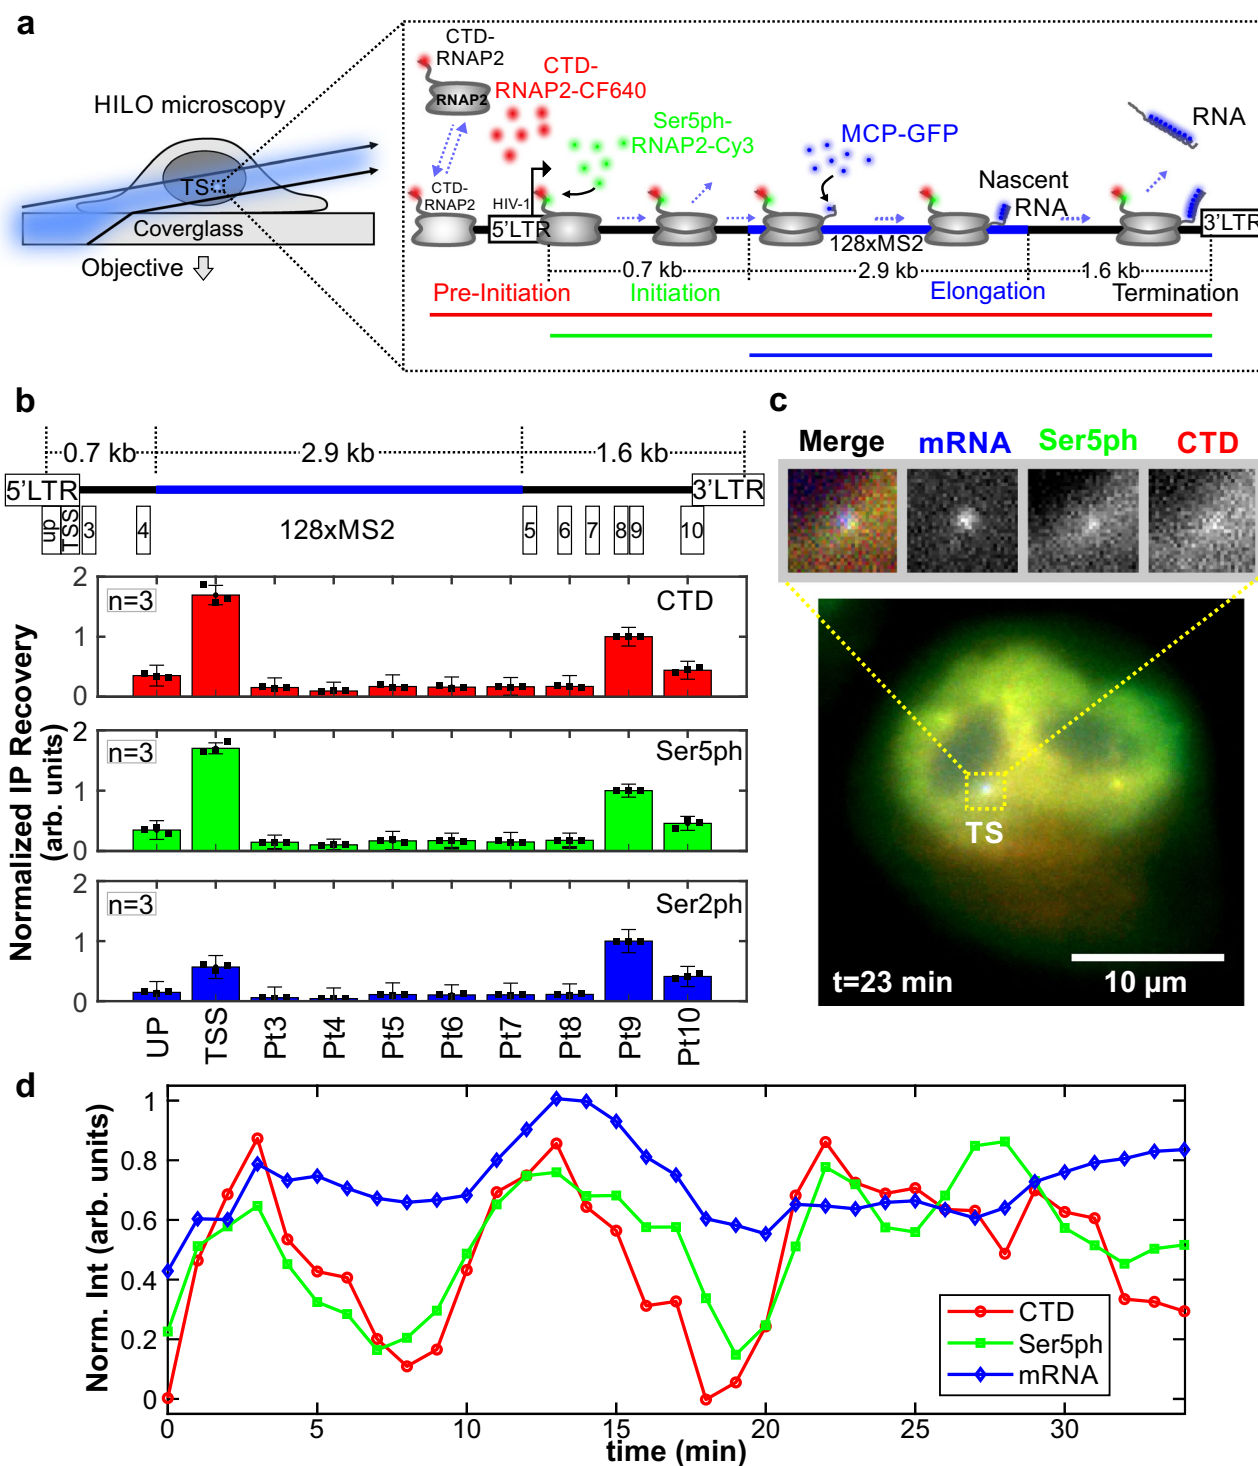 a
HILO microscopy
TS
Coverglass
Objective
CTD-
RNAP2
RNAP2
CTD-
RNAP2-CF640
Ser5ph-
RNAP2-Cy3
MCP-GFP
RNA
CTD-
RNAP2
HIV-1
5'LTR
Nascent
RNA
128xMS2
3'LTR
0.7 kb
2.9 kb
1.6 kb
Pre-Initiation
Initiation
Elongation
Termination
b
0.7 kb
2.9 kb
1.6 kb
5'LTR
3'LTR
up
TSS
3
4
128xMS2
5
6
7
8
9
10
Normalized IP Recovery
(arb. units)
2
1
0
n=3
CTD
2
1
0
n=3
Ser5ph
2
1
0
n=3
Ser2ph
UP
TSS
Pt3
Pt4
Pt5
Pt6
Pt7
Pt8
Pt9
Pt10
c
Merge
mRNA
Ser5ph
CTD
TS
t=23 min
10 µm
d
Norm. Int (arb. units)
1
0.8
0.6
0.4
0.2
0
0
5
10
15
20
25
30
time (min)
CTD
Ser5ph
mRNA